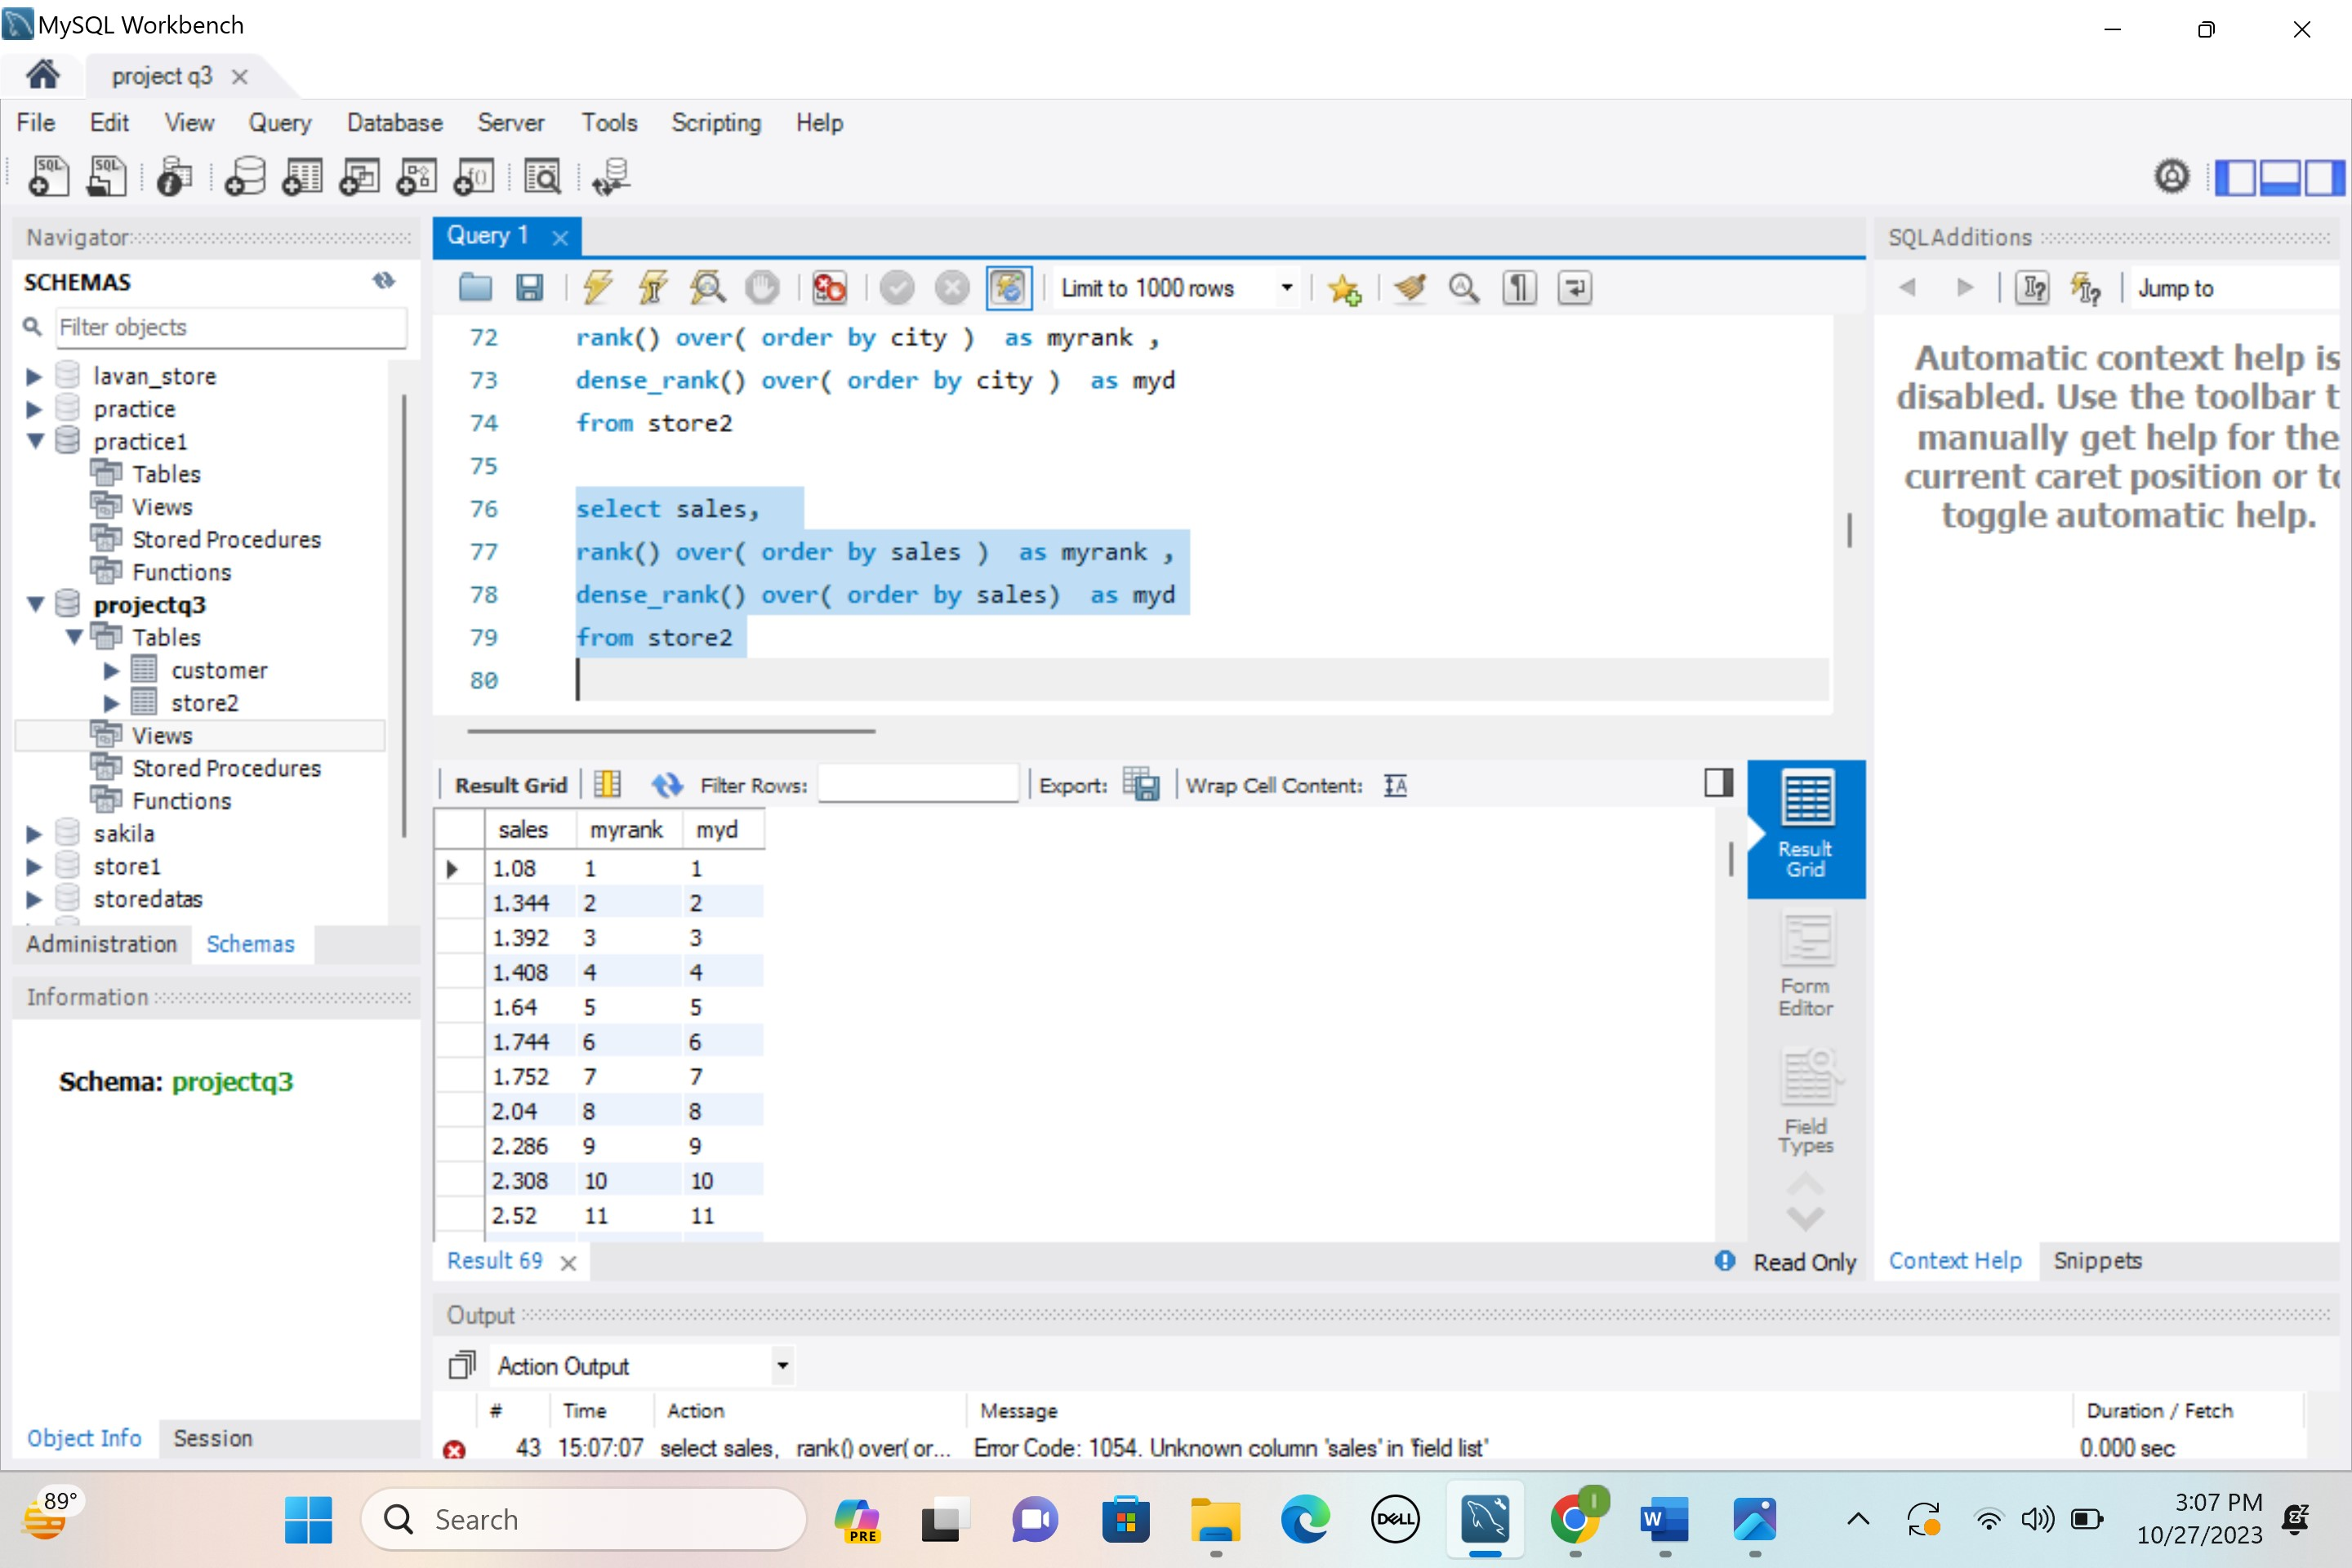 MySQL Workbench
project q3
File Edit View Query Database Server Tools Scripting Help
Navigator
SCHEMAS
Filter objects
lavan_store
practice
practice1
Tables
Views
Stored Procedures
Functions
projectq3
Tables
customer
store2
Views
Stored Procedures
Functions
sakila
store1
storedatas
Administration Schemas
Information
Schema: projectq3
Object Info Session
Query 1
Limit to 1000 rows
72 rank() over( order by city )  as myrank ,
73 dense_rank() over( order by city )  as myd
74 from store2
75
76 select sales,
77 rank() over( order by sales )  as myrank ,
78 dense_rank() over( order by sales)  as myd
79 from store2
80
Result Grid Filter Rows: Export: Wrap Cell Content:
sales myrank myd
1.08 1 1
1.344 2 2
1.392 3 3
1.408 4 4
1.64 5 5
1.744 6 6
1.752 7 7
2.04 8 8
2.286 9 9
2.308 10 10
2.52 11 11
Result
Grid
Form
Editor
Field
Types
Result 69
Read Only
SQLAdditions
Jump to
Automatic context help is
disabled. Use the toolbar t
manually get help for the
current caret position or to
toggle automatic help.
Context Help Snippets
Output
Action Output
# Time Action Message Duration / Fetch
43 15:07:07 select sales, rank() over( or... Error Code: 1054. Unknown column 'sales' in 'field list' 0.000 sec
89°
Search
PRE
DELL
3:07 PM
10/27/2023